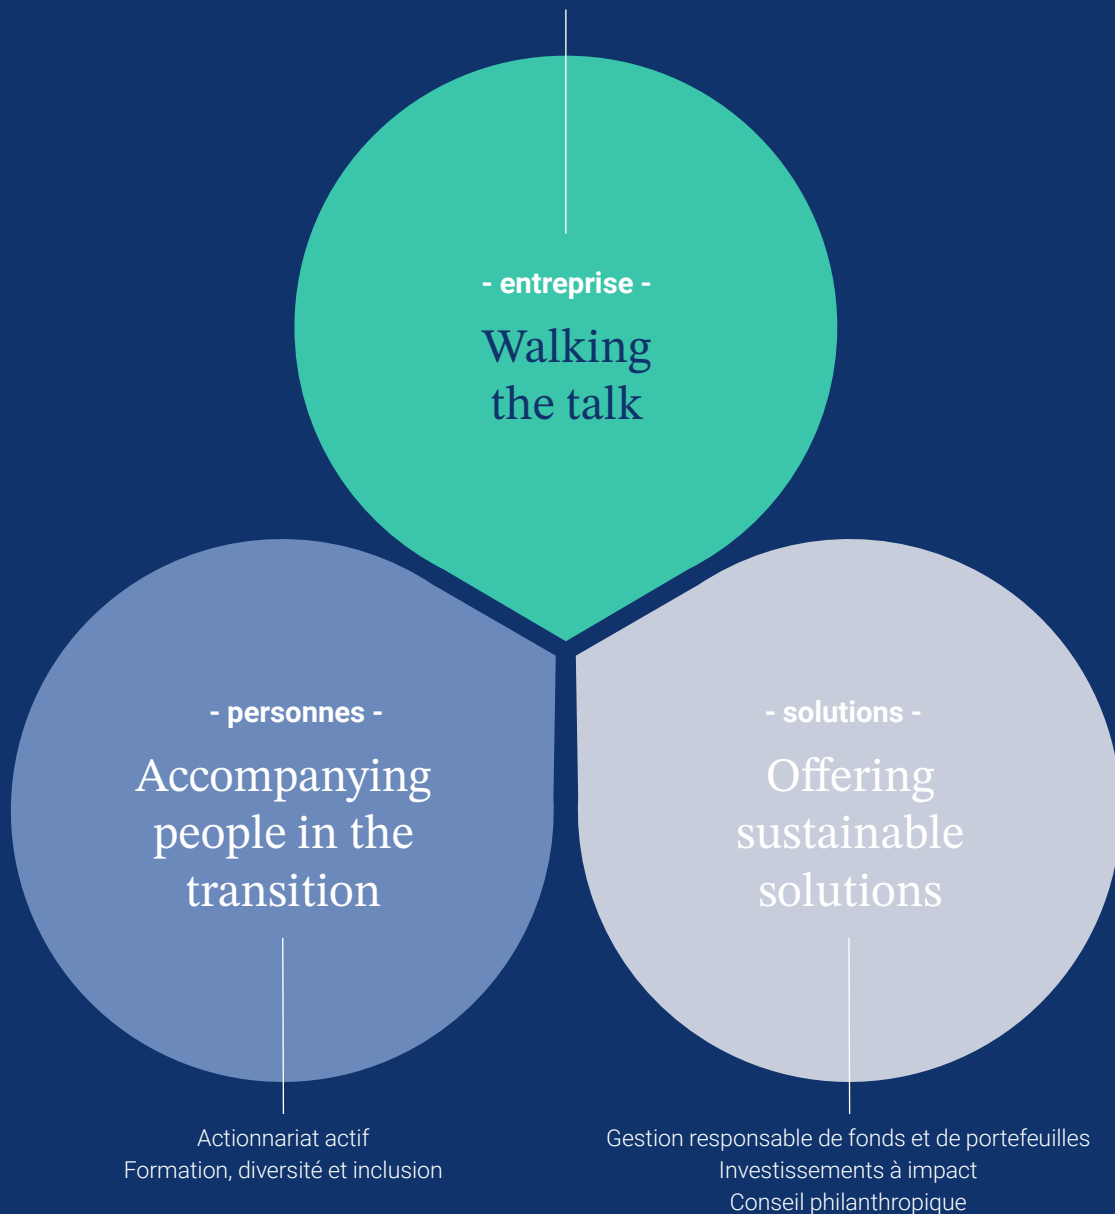 - entreprise -
Walking
the talk
- personnes -
Accompanying
people in the
transition
- solutions -
Offering
sustainable
solutions
Actionnariat actif
Formation, diversité et inclusion
Gestion responsable de fonds et de portefeuilles
Investissements à impact
Conseil philanthropique